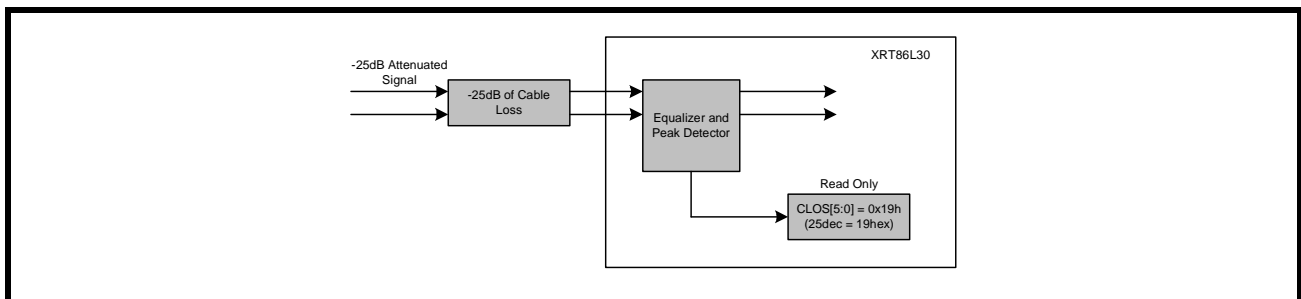 XRT86L30
-25dB Attenuated
Signal
-25dB of Cable
Loss
Equalizer and
Peak Detector
Read Only
CLOS[5:0] = 0x19h
(25dec = 19hex)